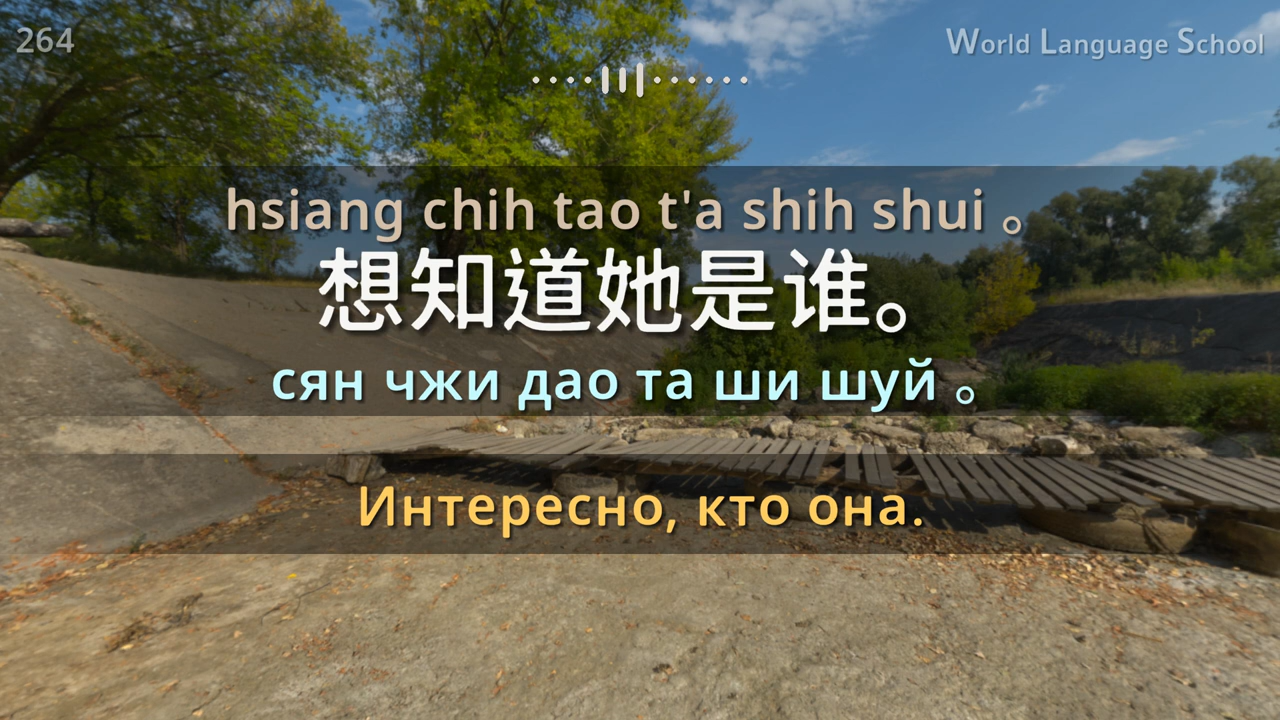 264
World Language School
hsiang chih tao t'a shih shui 。
想知道她是谁。
сян чжи дао та ши шуй 。
Интересно, кто она.